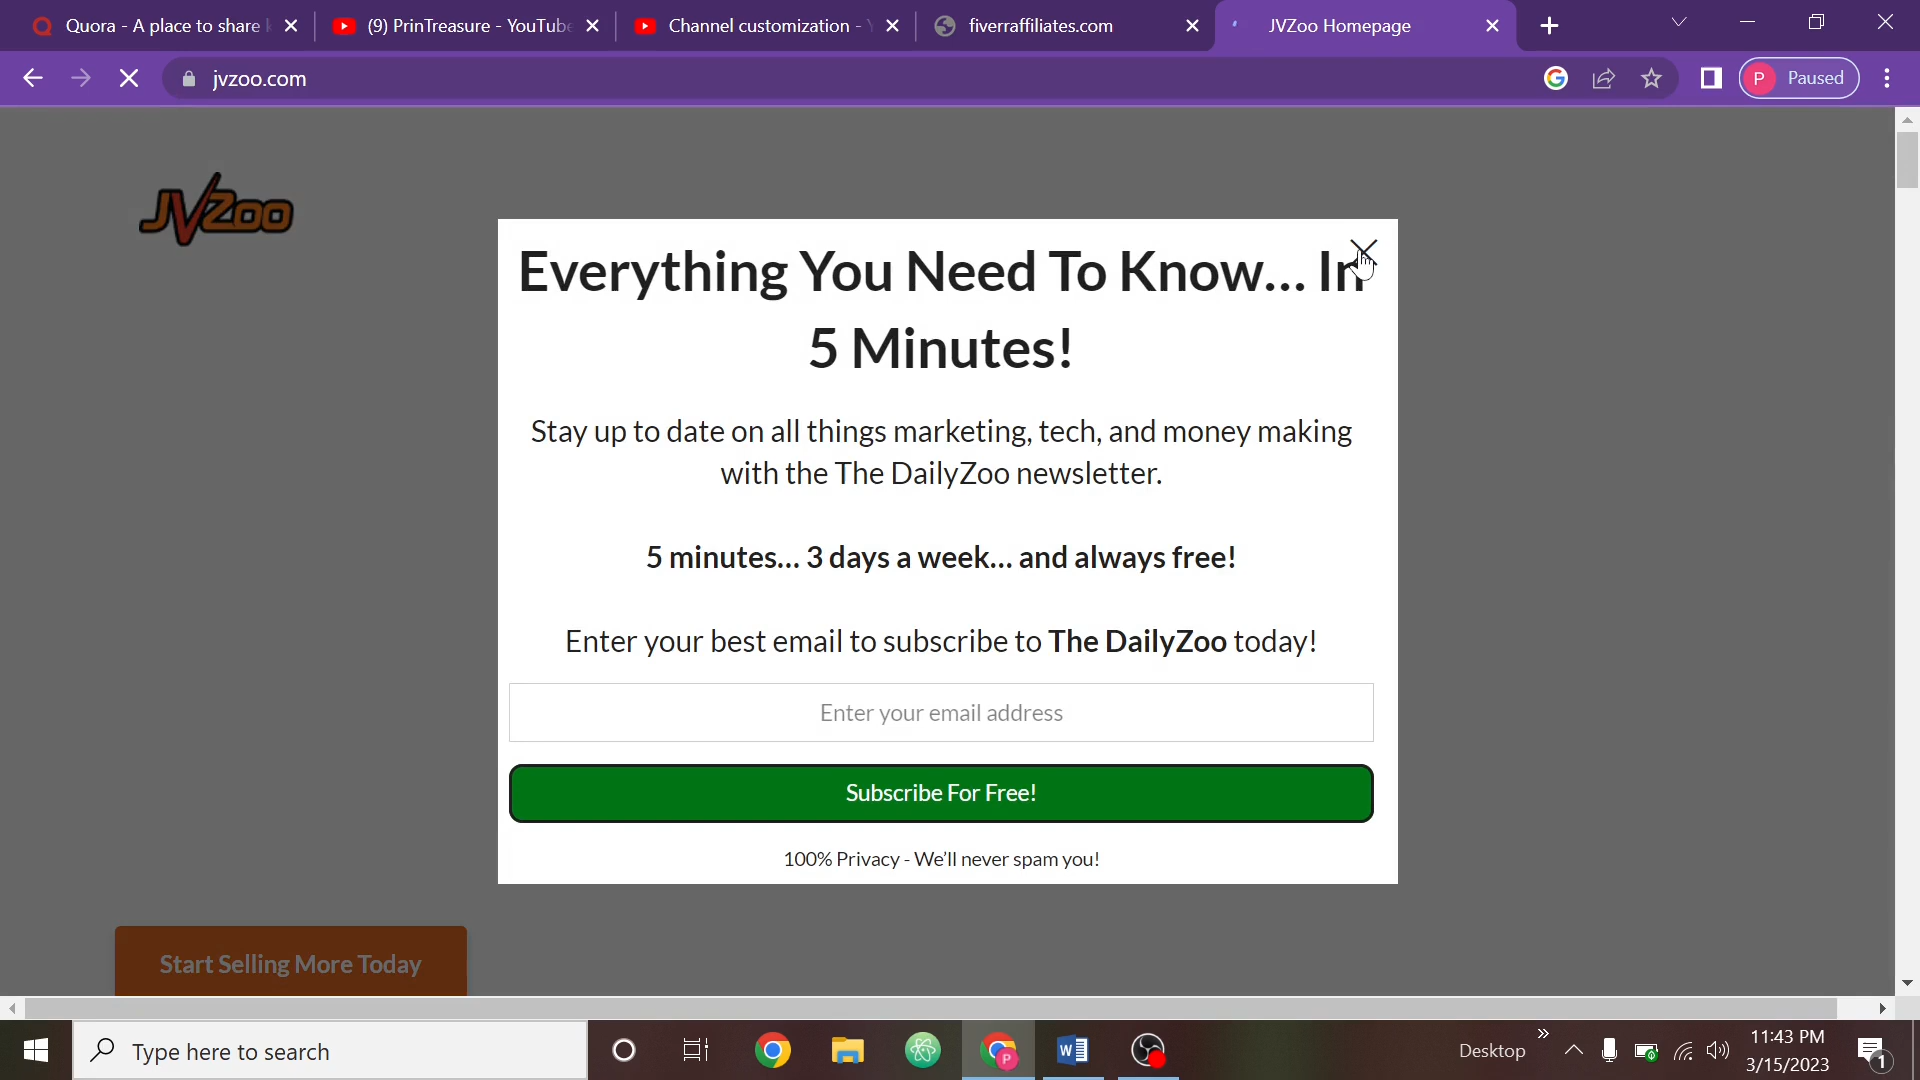 Quora - A place to share
(9) PrinTreasure - YouTube
Channel customization -
fiverraffiliates.com
JVZoo Homepage
jvzoo.com
P Paused
JVZoo
Everything You Need To Know... In
5 Minutes!
Stay up to date on all things marketing, tech, and money making
with the The DailyZoo newsletter.
5 minutes... 3 days a week... and always free!
Enter your best email to subscribe to The DailyZoo today!
Enter your email address
Subscribe For Free!
100% Privacy - We'll never spam you!
Start Selling More Today
Type here to search
Desktop
11:43 PM
3/15/2023
1